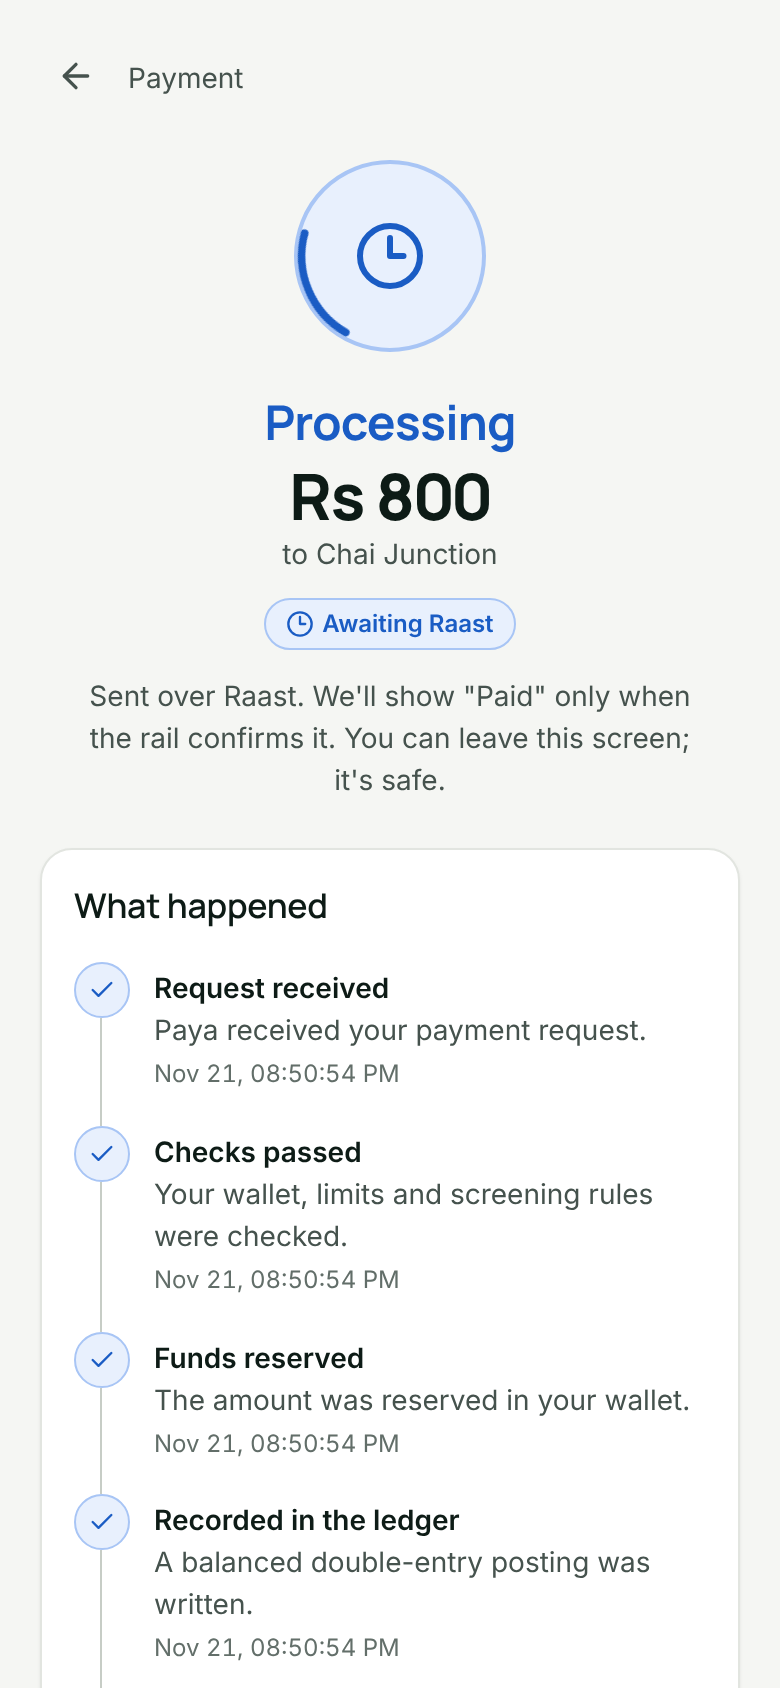 Payment
Processing
Rs 800
to Chai Junction
Awaiting Raast
Sent over Raast. We'll show "Paid" only when
the rail confirms it. You can leave this screen;
it's safe.
What happened
Request received
Paya received your payment request.
Nov 21, 08:50:54 PM
Checks passed
Your wallet, limits and screening rules
were checked.
Nov 21, 08:50:54 PM
Funds reserved
The amount was reserved in your wallet.
Nov 21, 08:50:54 PM
Recorded in the ledger
A balanced double-entry posting was
written.
Nov 21, 08:50:54 PM